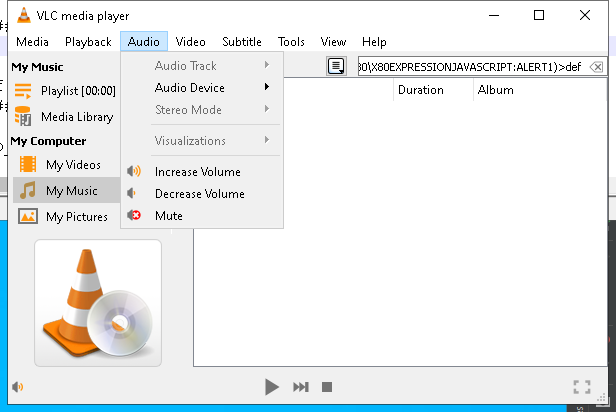 VLC media player
Media Playback Audio Video Subtitle Tools View Help
My Music
Playlist [00:00]
Media Library
My Computer
My Videos
My Music
My Pictures
Audio Track
Audio Device
Stereo Mode
Visualizations
Increase Volume
Decrease Volume
Mute
80\X80EXPRESSIONJAVASCRIPT:ALERT1)>def
Duration Album